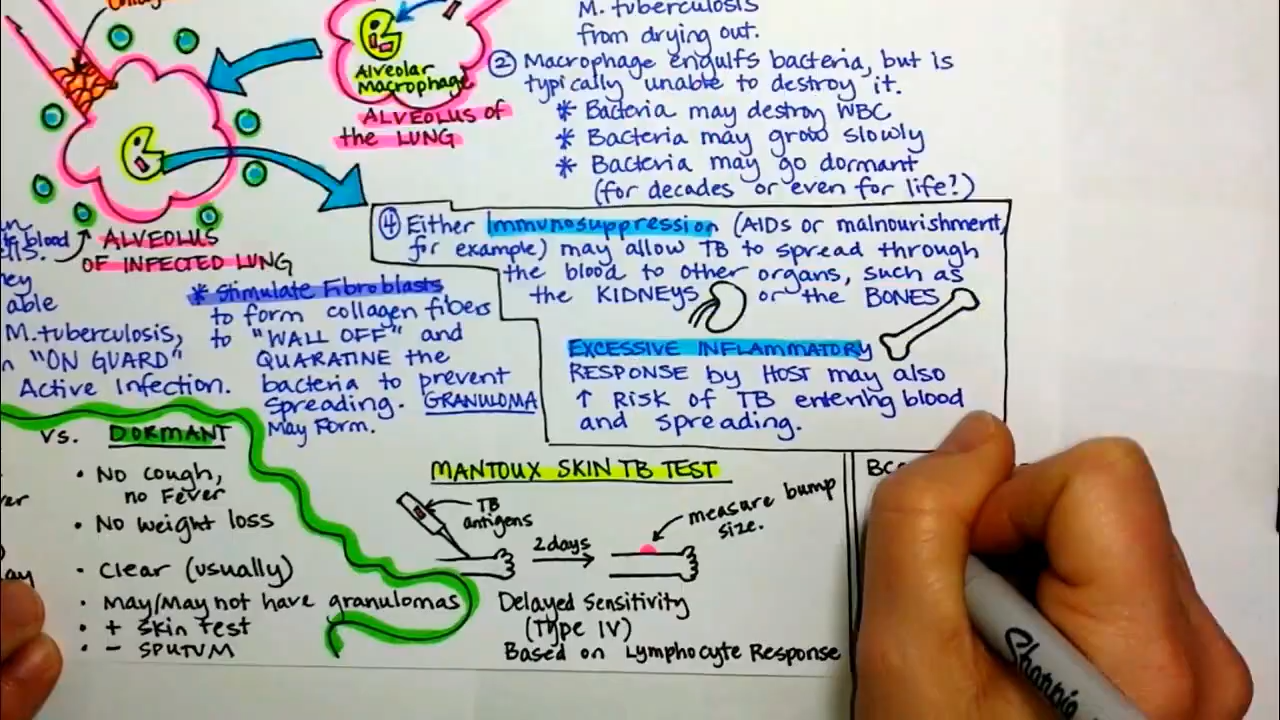 M. tuberculosis
from drying out.
② Macrophage engulfs bacteria, but is
typically unable to destroy it.
* Bacteria may destroy WBC
* Bacteria may grow slowly
* Bacteria may go dormant
(for decades or even for life?)
Alveolar
Macrophage
ALVEOLUS of
the LUNG
blood
ALVEOLUS
OF INFECTED LUNG
④ Either Immunosuppression (AIDs or malnourishment,
for example) may allow TB to spread through
the blood to other organs, such as
the KIDNEYS or the BONES
EXCESSIVE INFLAMMATORY
RESPONSE by HOST may also
↑ Risk of TB entering blood
and spreading.
able
M. tuberculosis,
"ON GUARD"
Active Infection.
* Stimulate Fibroblasts
to form collagen fibers
to "WALL OFF" and
QUARATINE the
bacteria to prevent
spreading. GRANULOMA
May Form.
vs. DORMANT
• No cough,
no Fever
• No weight loss
• Clear (usually)
• May/May not have granulomas
• + skin test
• - SPUTUM
MANTOUX SKIN TB TEST
TB
antigens
2 days
measure bump
size.
Delayed Sensitivity
(Type IV)
Based on Lymphocyte Response
BC
Sharpie